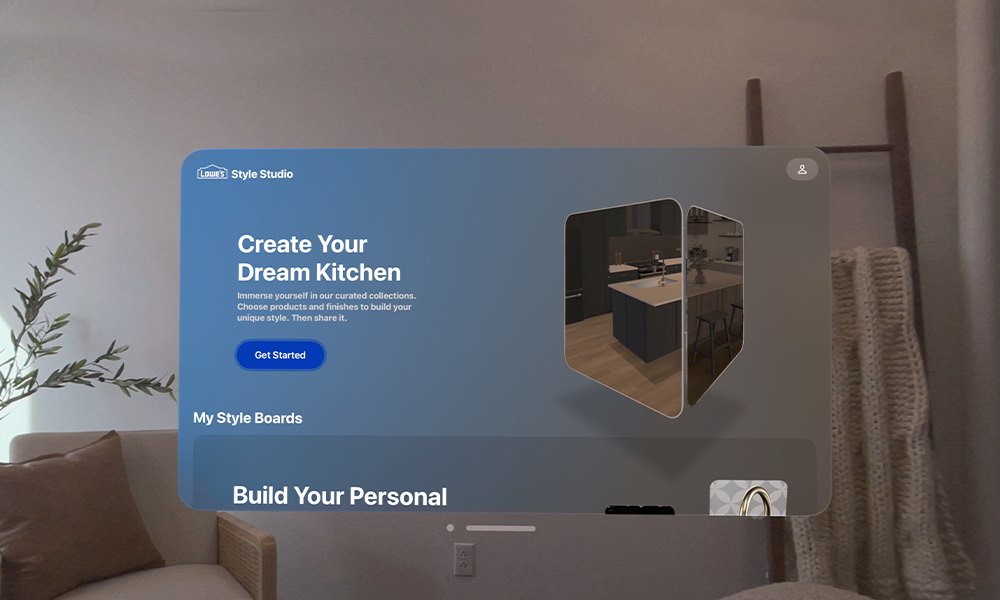 LOWE'S Style Studio
Create Your
Dream Kitchen
Immerse yourself in our curated collections.
Choose products and finishes to build your
unique style. Then share it.
Get Started
My Style Boards
Build Your Personal